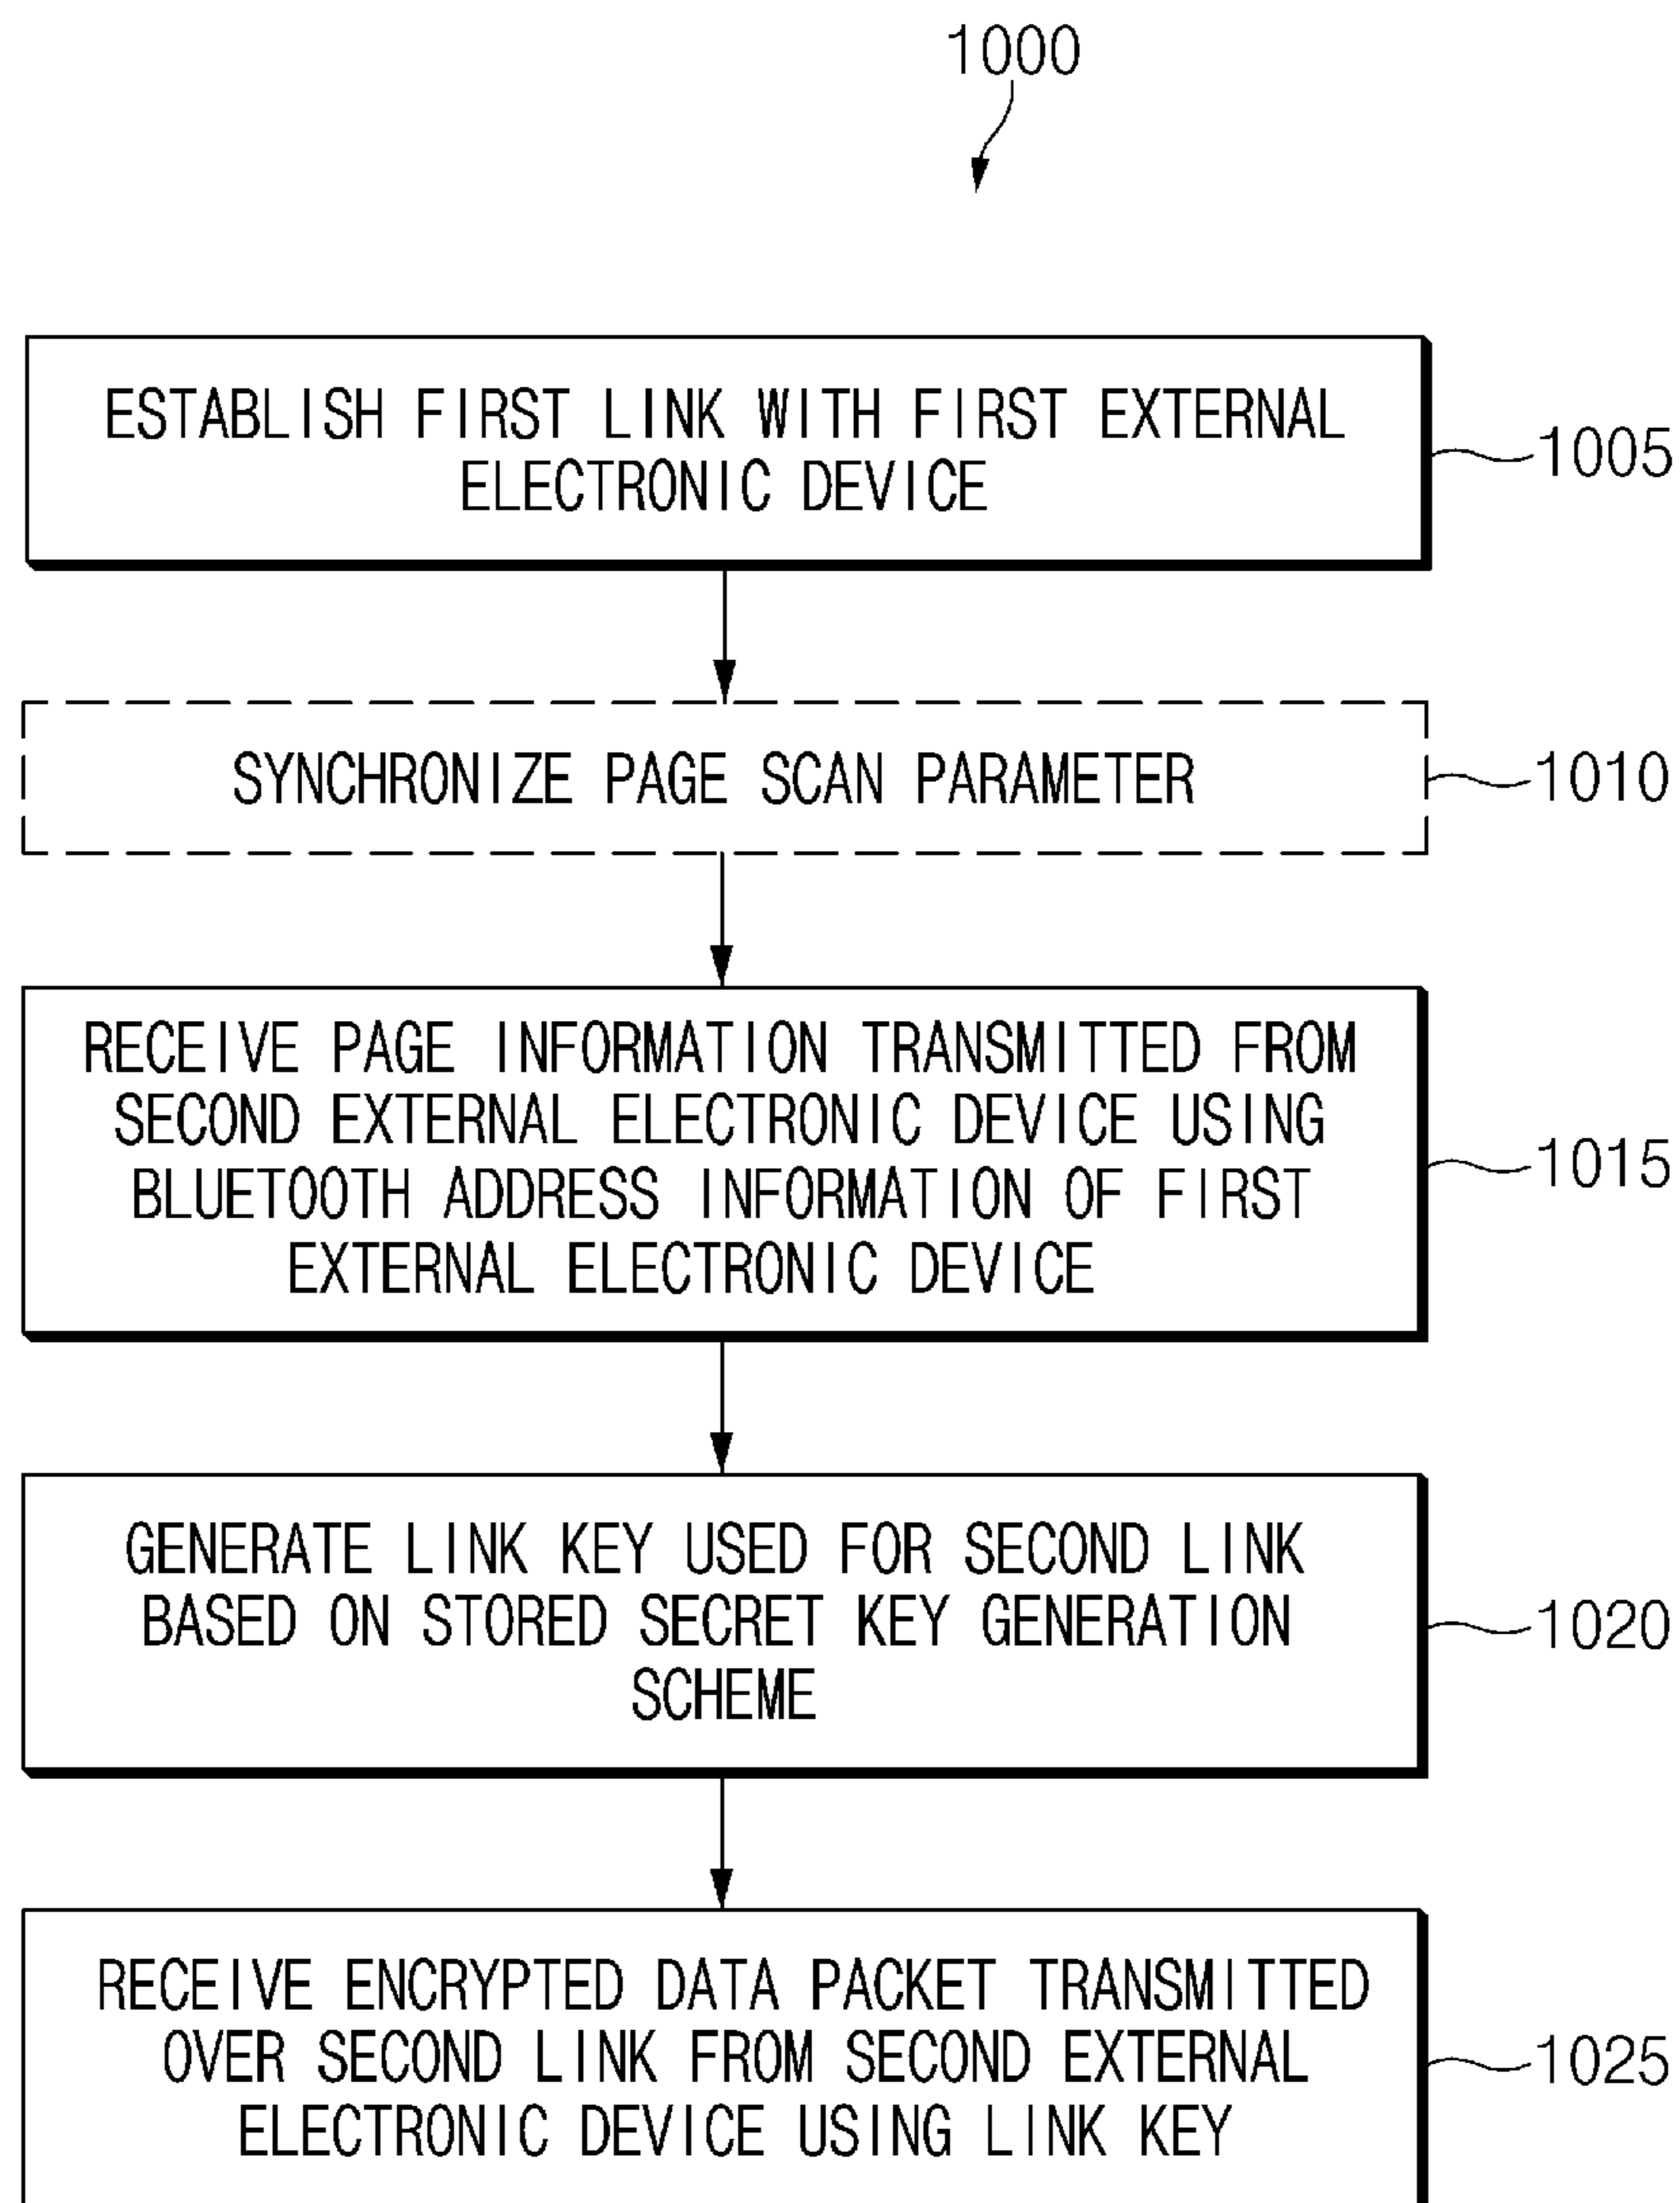 1000
ESTABLISH FIRST LINK WITH FIRST EXTERNAL
ELECTRONIC DEVICE
1005
SYNCHRONIZE PAGE SCAN PARAMETER
1010
RECEIVE PAGE INFORMATION TRANSMITTED FROM
SECOND EXTERNAL ELECTRONIC DEVICE USING
BLUETOOTH ADDRESS INFORMATION OF FIRST
EXTERNAL ELECTRONIC DEVICE
1015
GENERATE LINK KEY USED FOR SECOND LINK
BASED ON STORED SECRET KEY GENERATION
SCHEME
1020
RECEIVE ENCRYPTED DATA PACKET TRANSMITTED
OVER SECOND LINK FROM SECOND EXTERNAL
ELECTRONIC DEVICE USING LINK KEY
1025